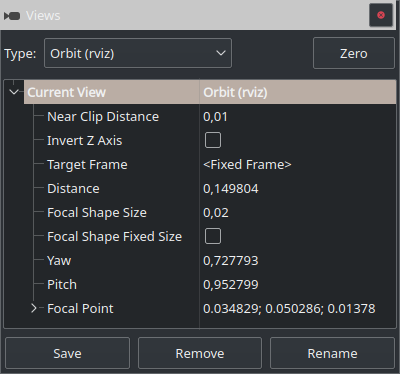 Views
Type: Orbit (rviz) Zero
Current View Orbit (rviz)
Near Clip Distance 0,01
Invert Z Axis
Target Frame <Fixed Frame>
Distance 0,149804
Focal Shape Size 0,02
Focal Shape Fixed Size
Yaw 0,727793
Pitch 0,952799
Focal Point 0.034829; 0.050286; 0.01378
Save Remove Rename